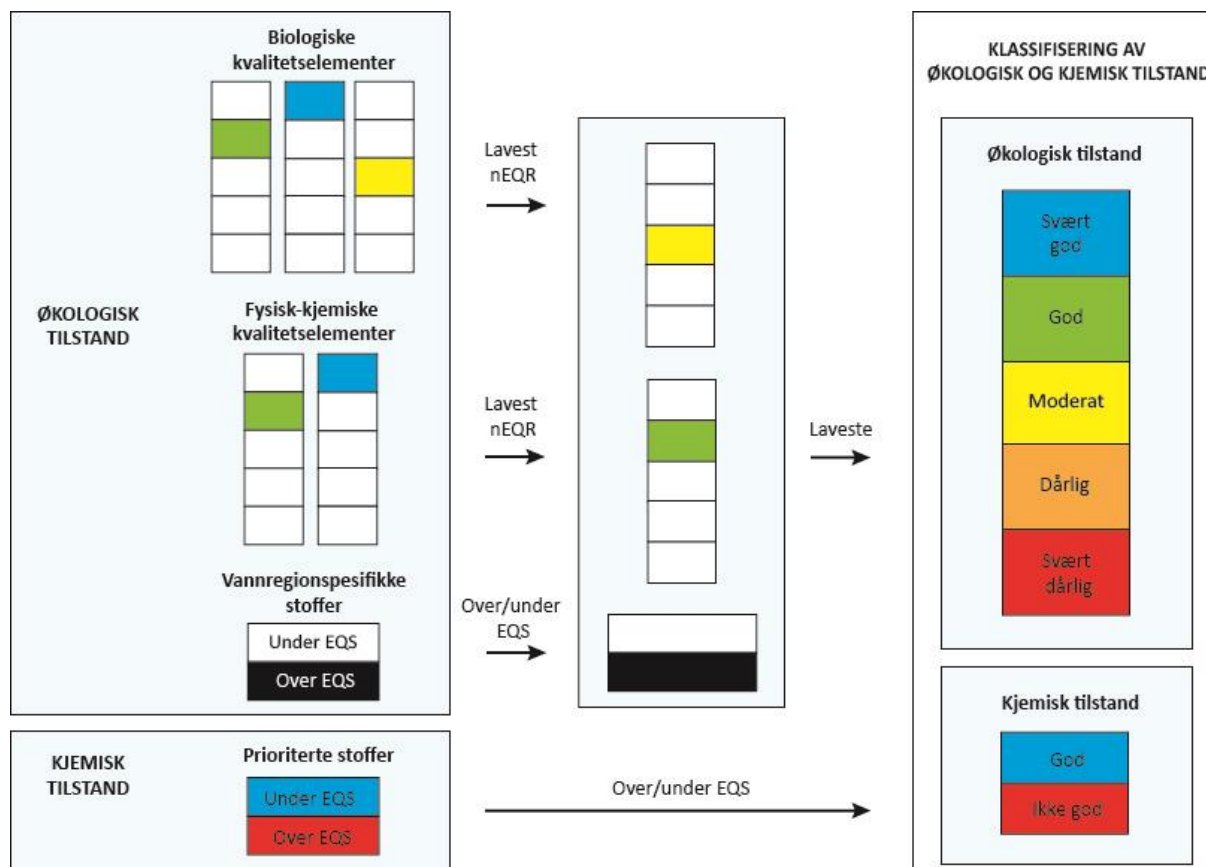 Biologiske
kvalitetselementer
ØKOLOGISK
TILSTAND
Fysisk-kjemiske
kvalitetselementer
Vannregionspesifikke
stoffer
Under EQS
Over EQS
KJEMISK
TILSTAND
Prioriterte stoffer
Under EQS
Over EQS
Lavest
nEQR
Lavest
nEQR
Over/under
EQS
Laveste
Over/under EQS
KLASSIFISERING AV
ØKOLOGISK OG KJEMISK TILSTAND
Økologisk tilstand
Svært
god
God
Moderat
Dårlig
Svært
dårlig
Kjemisk tilstand
God
Ikke god